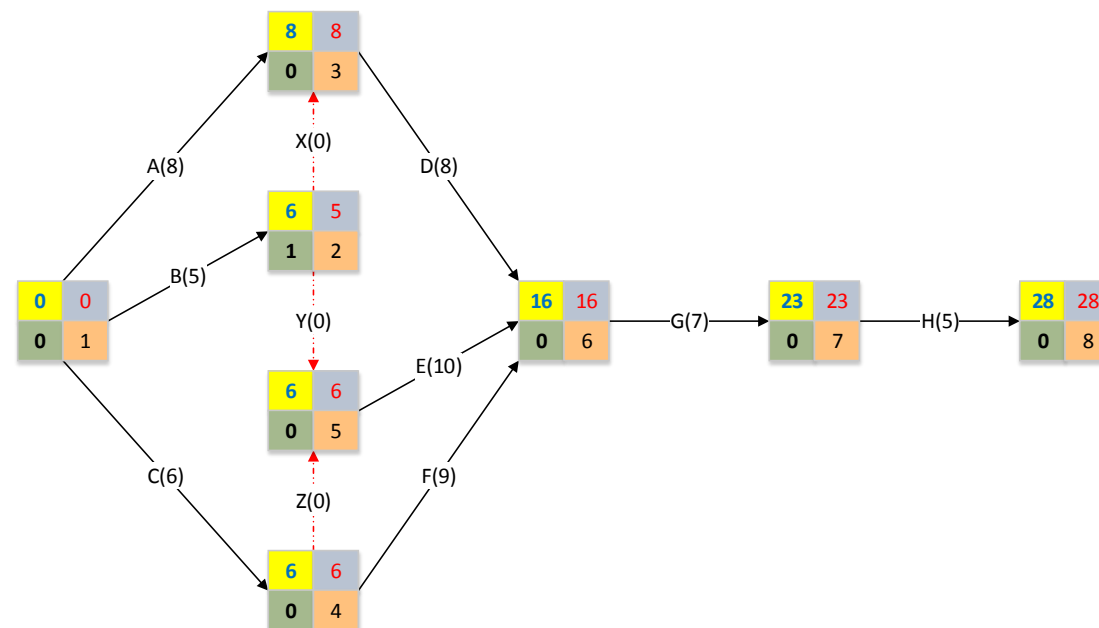 8 8
0 3
X(0)
A(8)
D(8)
6 5
1 2
B(5)
0 0
0 1
Y(0)
16 16
0 6
G(7)
23 23
0 7
H(5)
28 28
0 8
E(10)
6 6
0 5
C(6)
Z(0)
F(9)
6 6
0 4